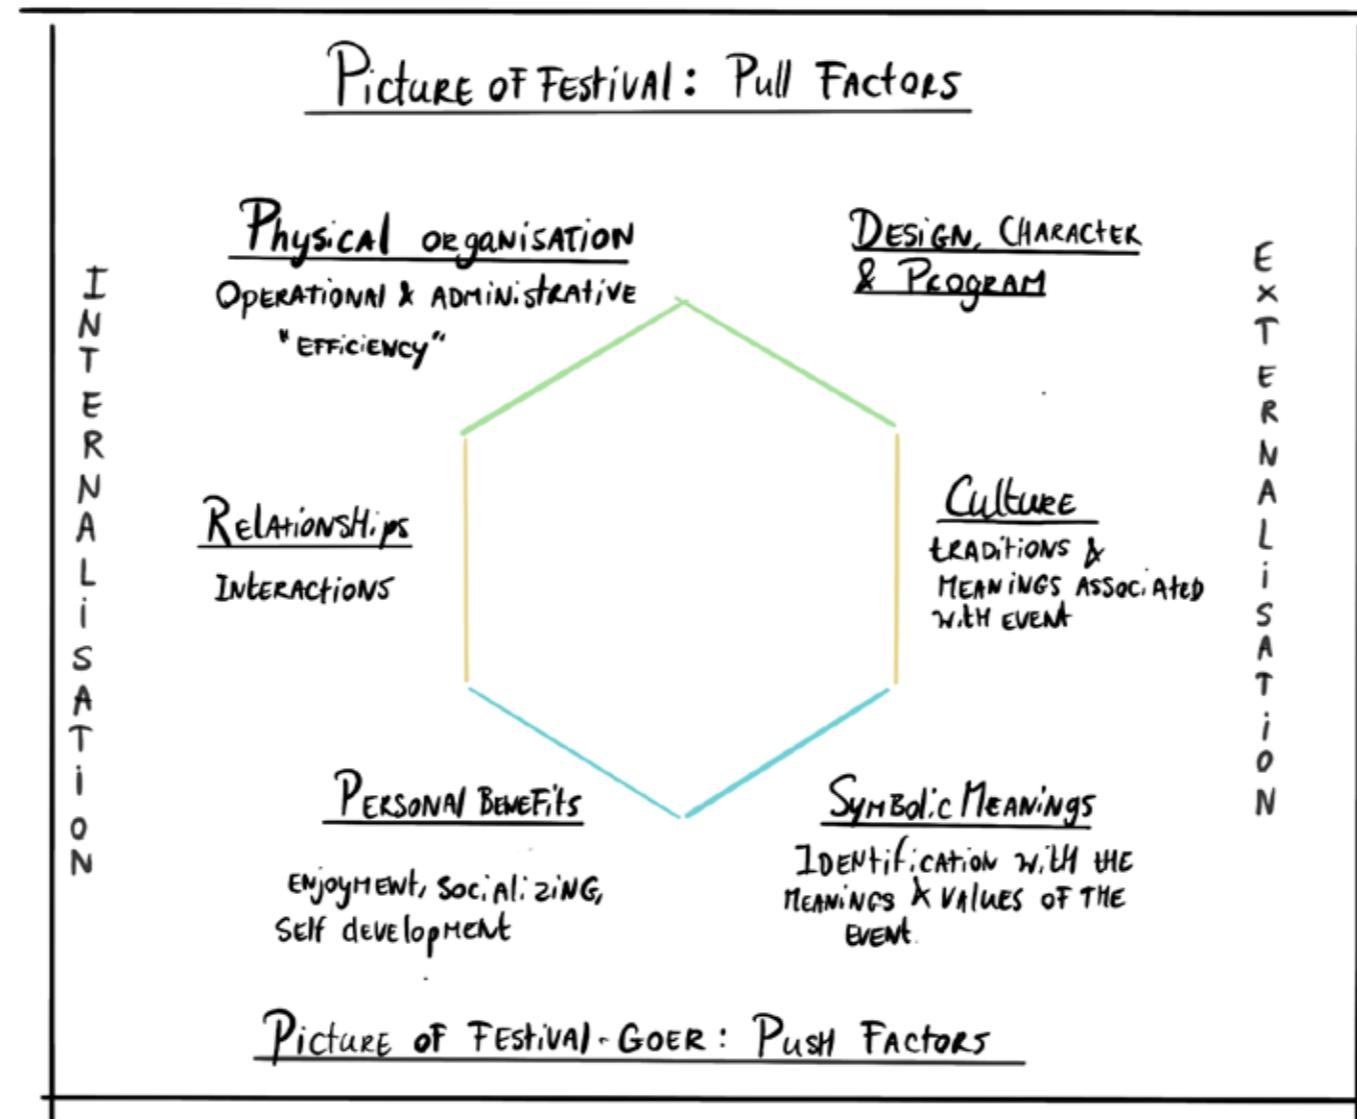 Picture of Festival: Pull Factors
Physical organisation
Operational & Administrative
"Efficiency"
Design, Character
& Program
INTERNALISATION
EXTERNALISATION
Relationships
Interactions
Culture
traditions &
Meanings associated
with event
Personal Benefits
Enjoyment, Socializing,
Self development
Symbolic Meanings
Identification with the
Meanings & values of the
event.
Picture of Festival-Goer: Push Factors